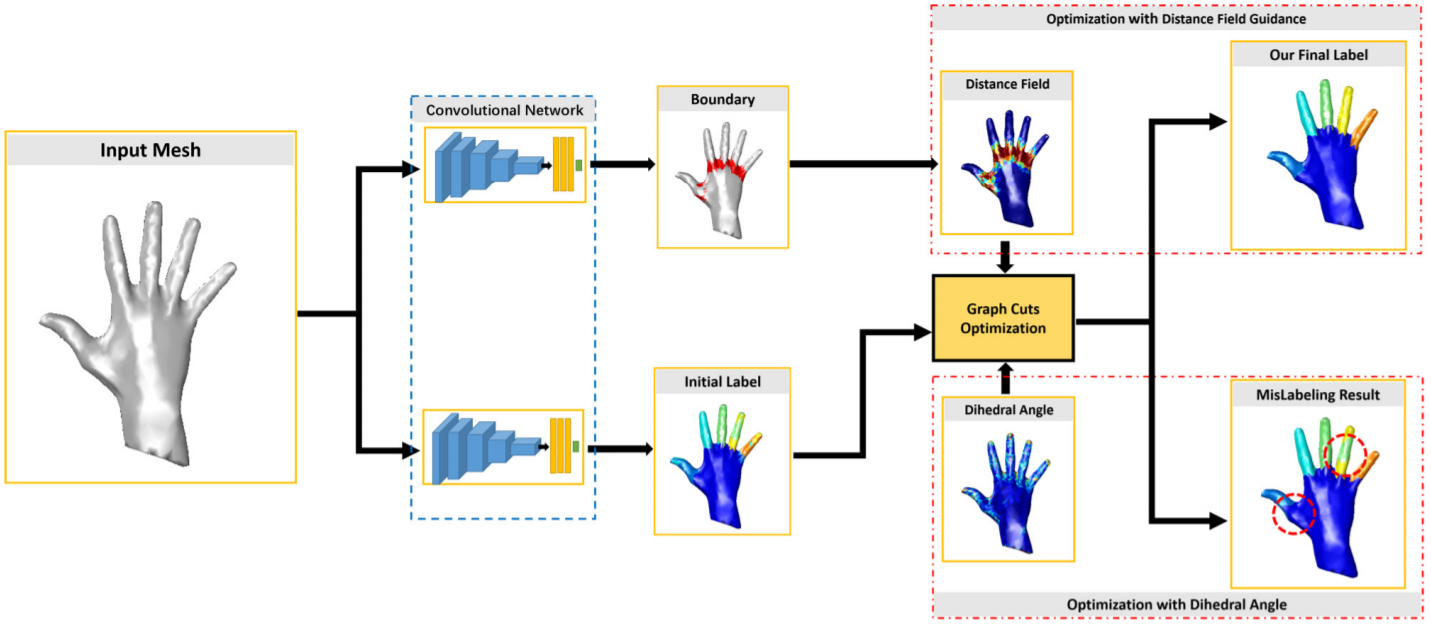 Input Mesh
Convolutional Network
Boundary
Initial Label
Optimization with Distance Field Guidance
Distance Field
Our Final Label
Graph Cuts
Optimization
Dihedral Angle
MisLabeling Result
Optimization with Dihedral Angle